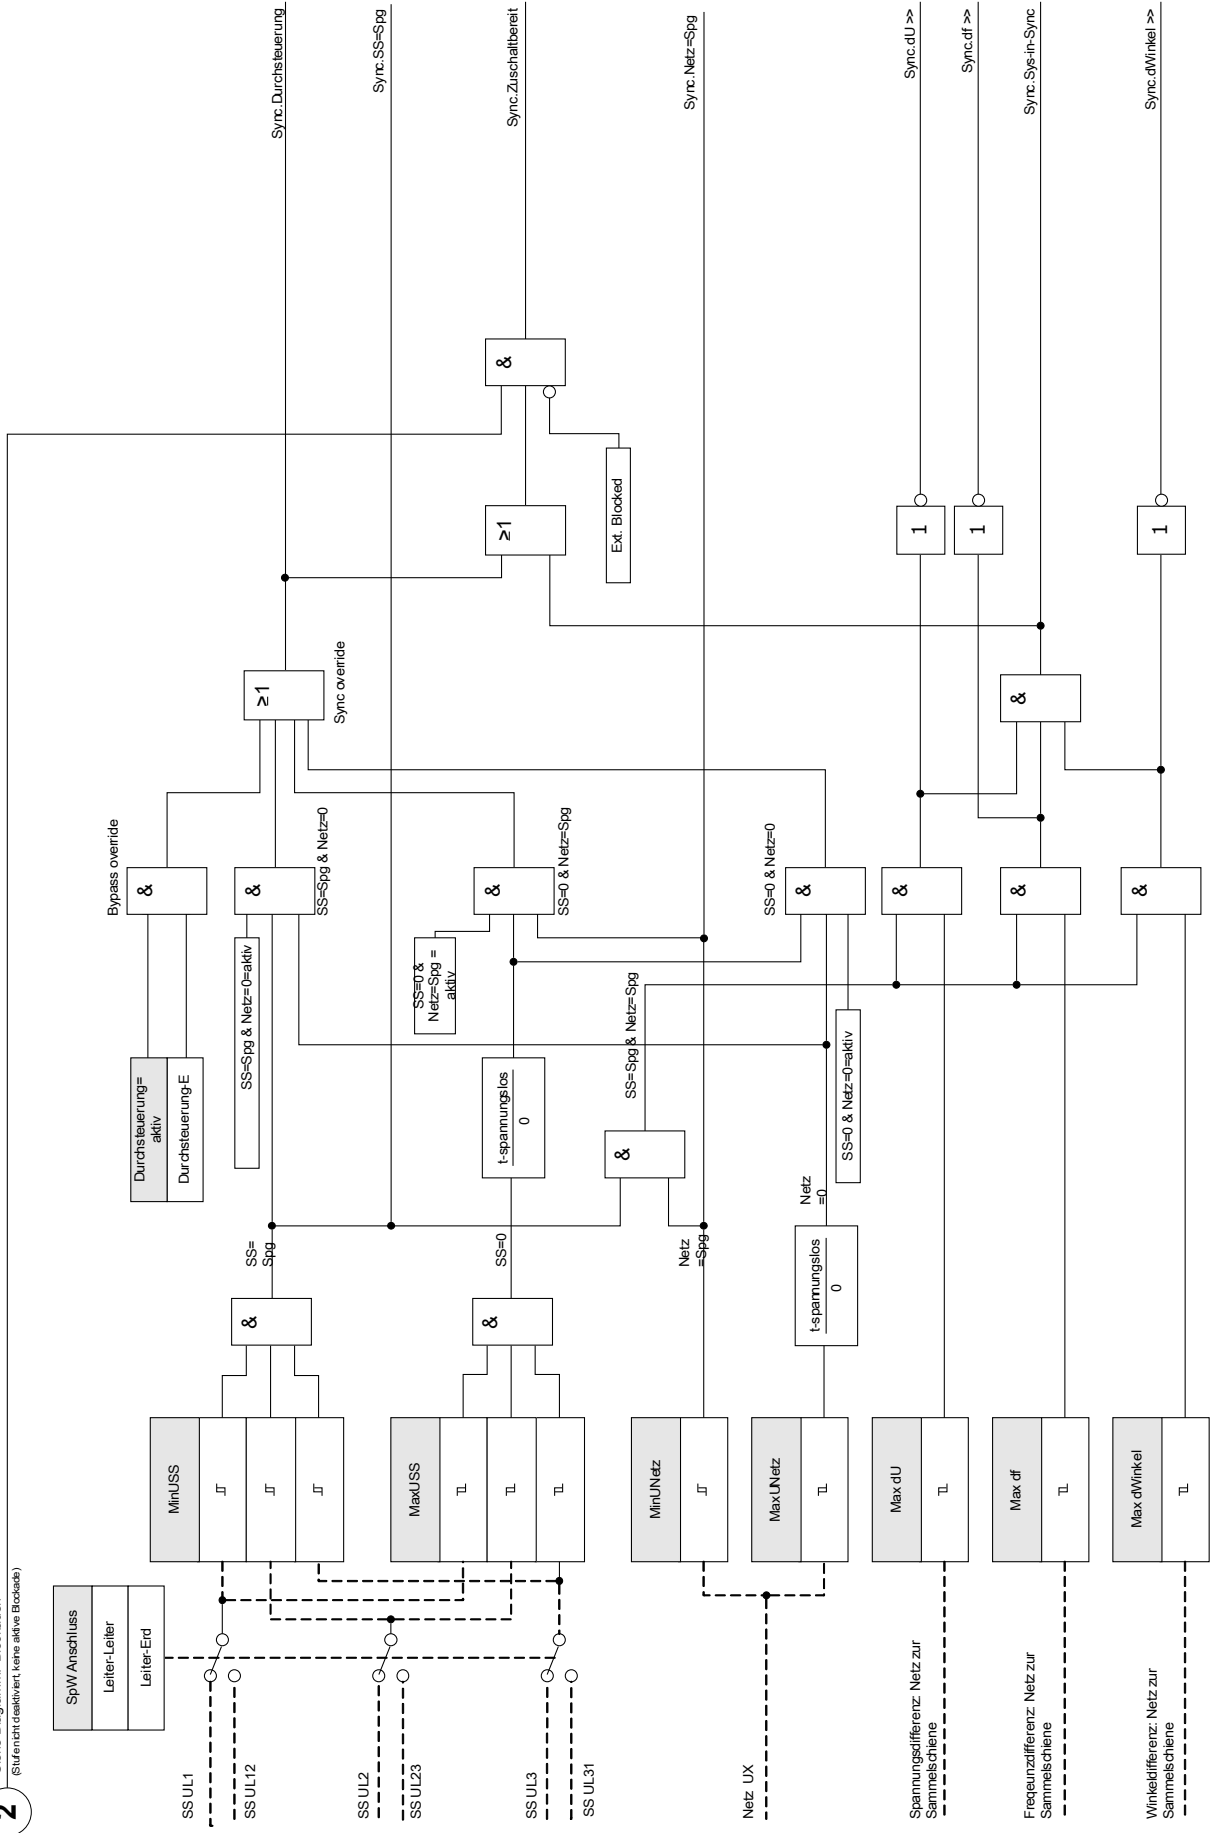 2
(Stufe nicht deaktiviert, keine aktive Blockade)
SpW Anschluss
Leiter-Leiter
Leiter-Erd
SS UL1
SS UL12
SS UL2
SS UL23
SS UL3
SS UL31
Netz UX
Spannungsdifferenz: Netz zur
Sammelschiene
Freqeunzdifferenz: Netz zur
Sammelschiene
Winkeldifferenz: Netz zur
Sammelschiene
MinUSS
MaxUSS
MinUNetz
MaxUNetz
Max dU
Max df
Max dWinkel
&
SS=
Spg
&
SS=0
Netz
=Spg
t-spannungslos
0
Netz
=0
Durchsteuerung=
aktiv
Durchsteuerung-E
SS=Spg & Netz=0=aktiv
t-spannungslos
0
&
SS=Spg & Netz=Spg
SS=0 &
Netz=Spg =
aktiv
SS=0 & Netz=0=aktiv
Bypass override
&
&
SS=Spg & Netz=0
&
SS=0 & Netz=Spg
SS=0 & Netz=0
&
&
&
&
≥1
Sync override
&
≥1
Ext. Blocked
1
1
1
&
Sync.Durchsteuerung
Sync.SS=Spg
Sync.Zuschaltbereit
Sync.Netz=Spg
Sync.dU >>
Sync.df >>
Sync.Sys-in-Sync
Sync.dWinkel >>